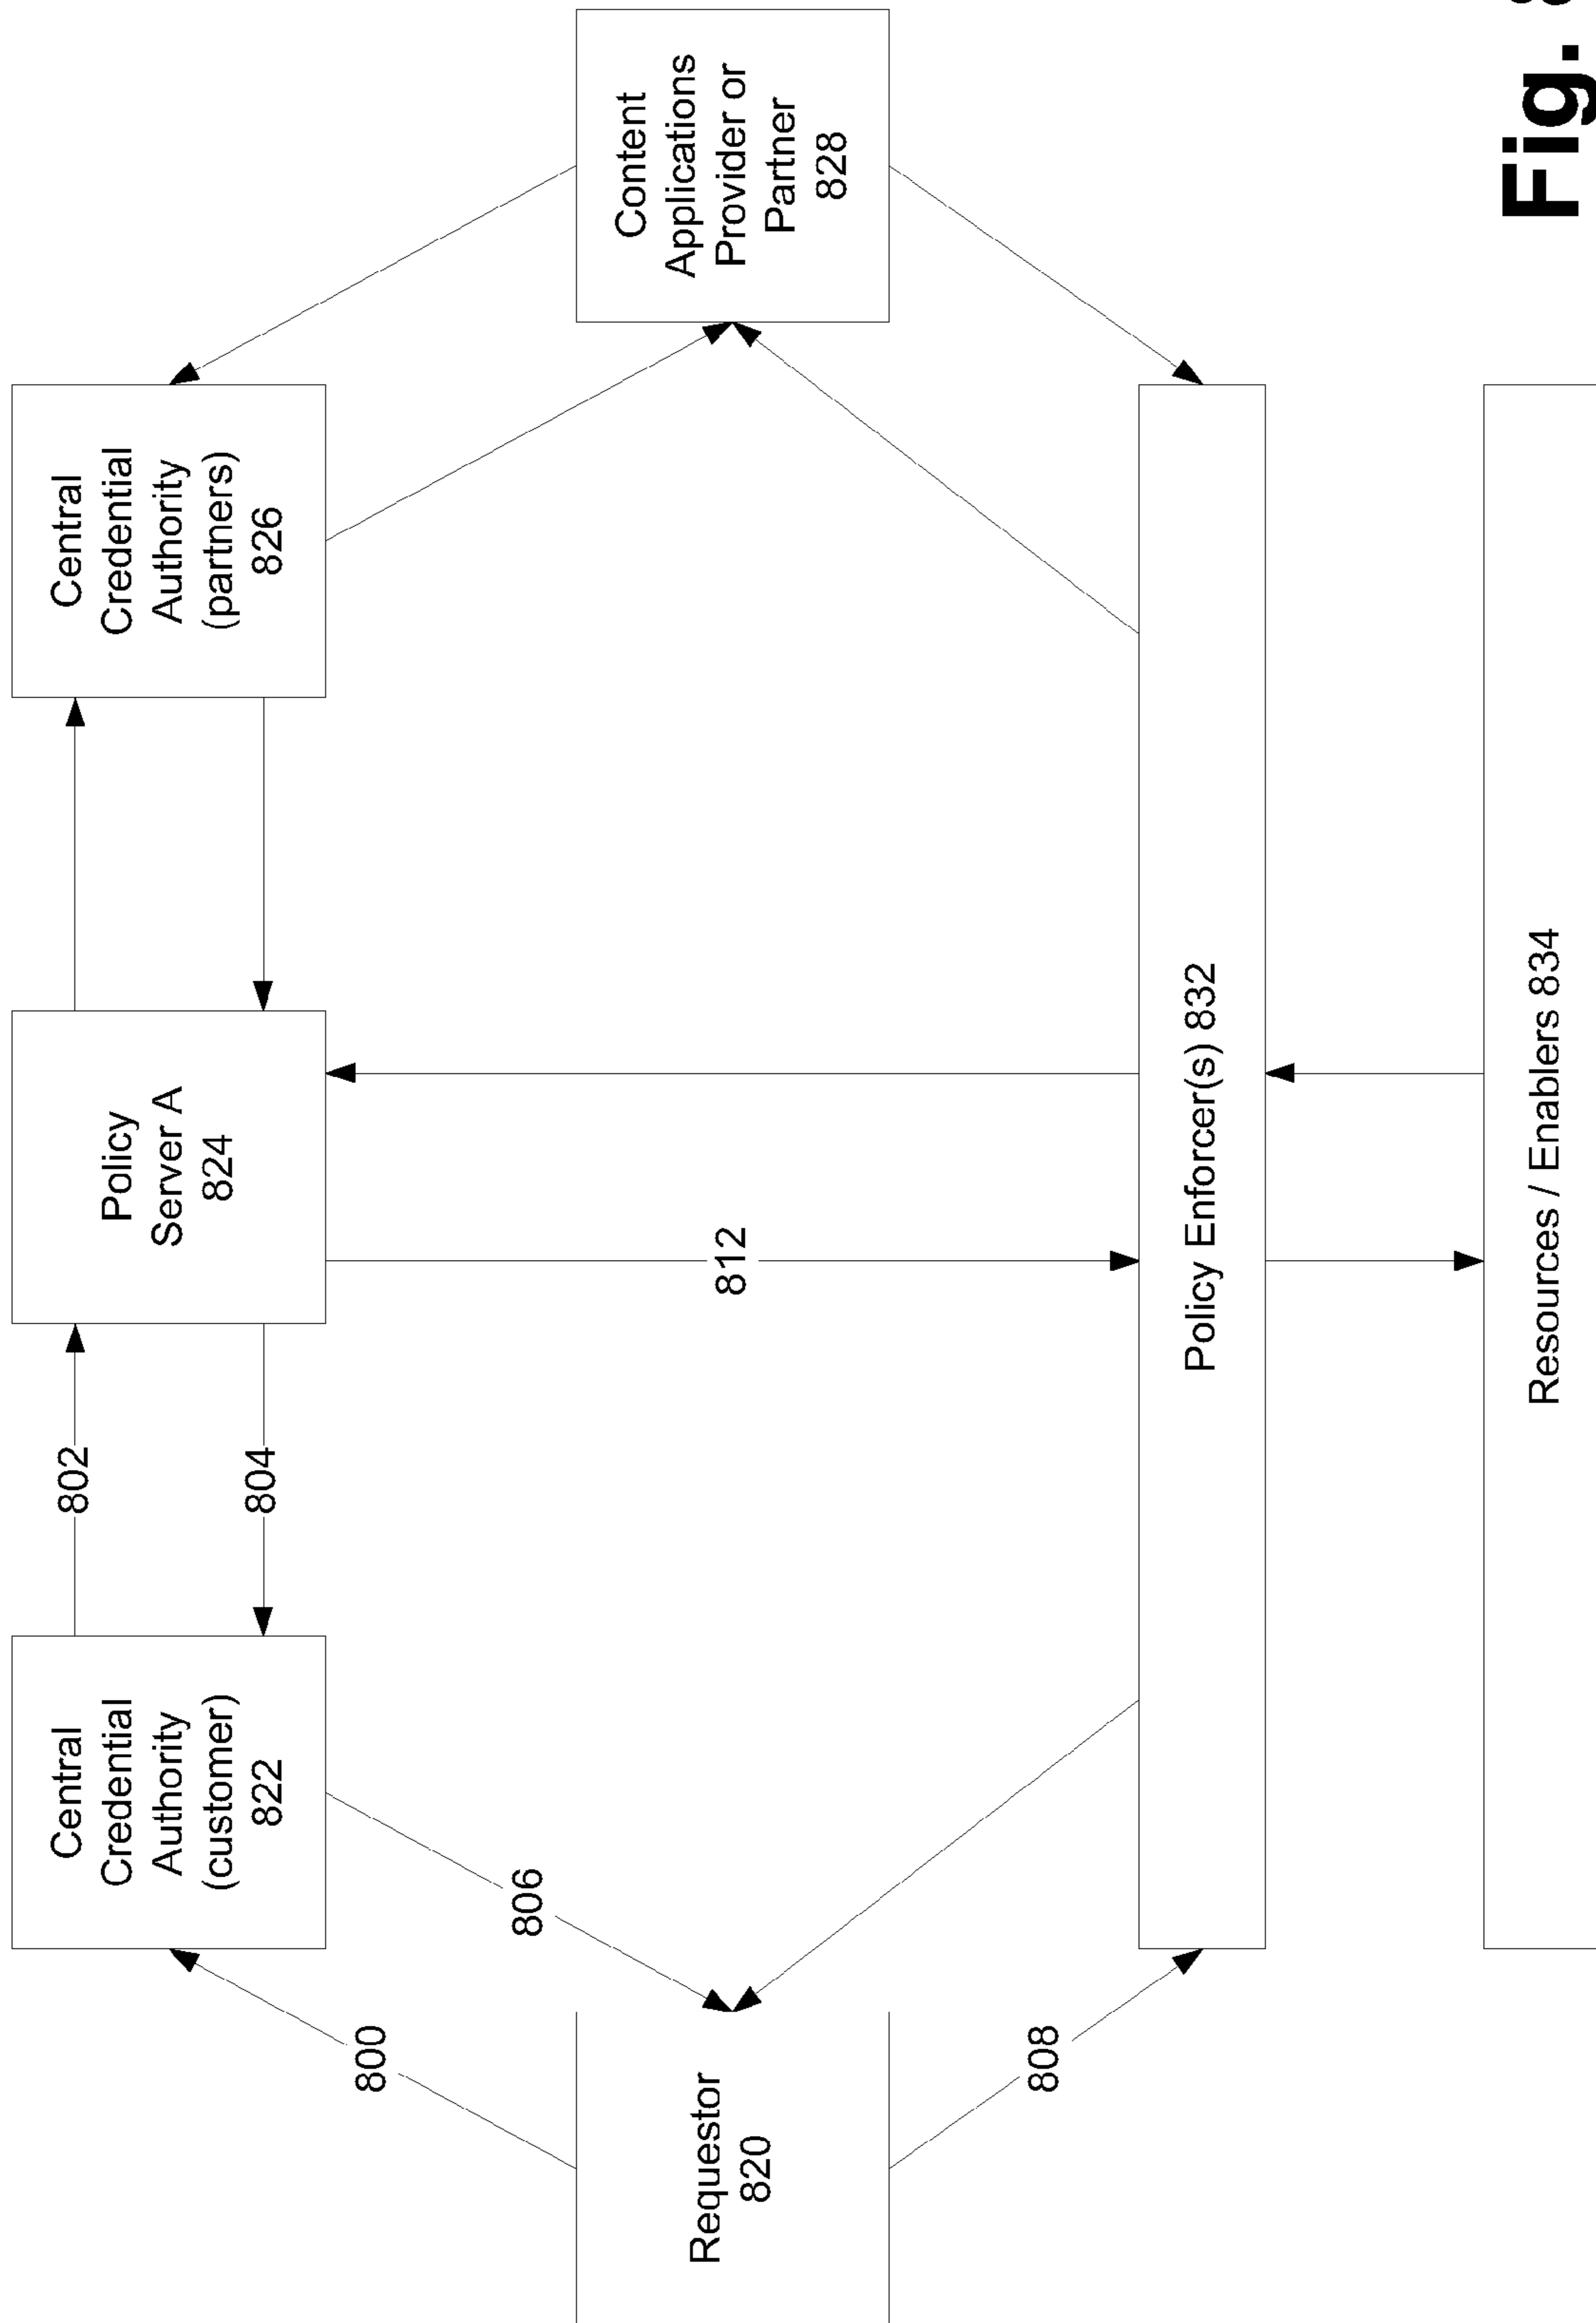 Central
Credential
Authority
(customer)
822
802
804
Policy
Server A
824
Central
Credential
Authority
(partners)
826
800
806
Requestor
820
812
Content
Applications
Provider or
Partner
828
808
Policy Enforcer(s) 832
Resources / Enablers 834
Fig.